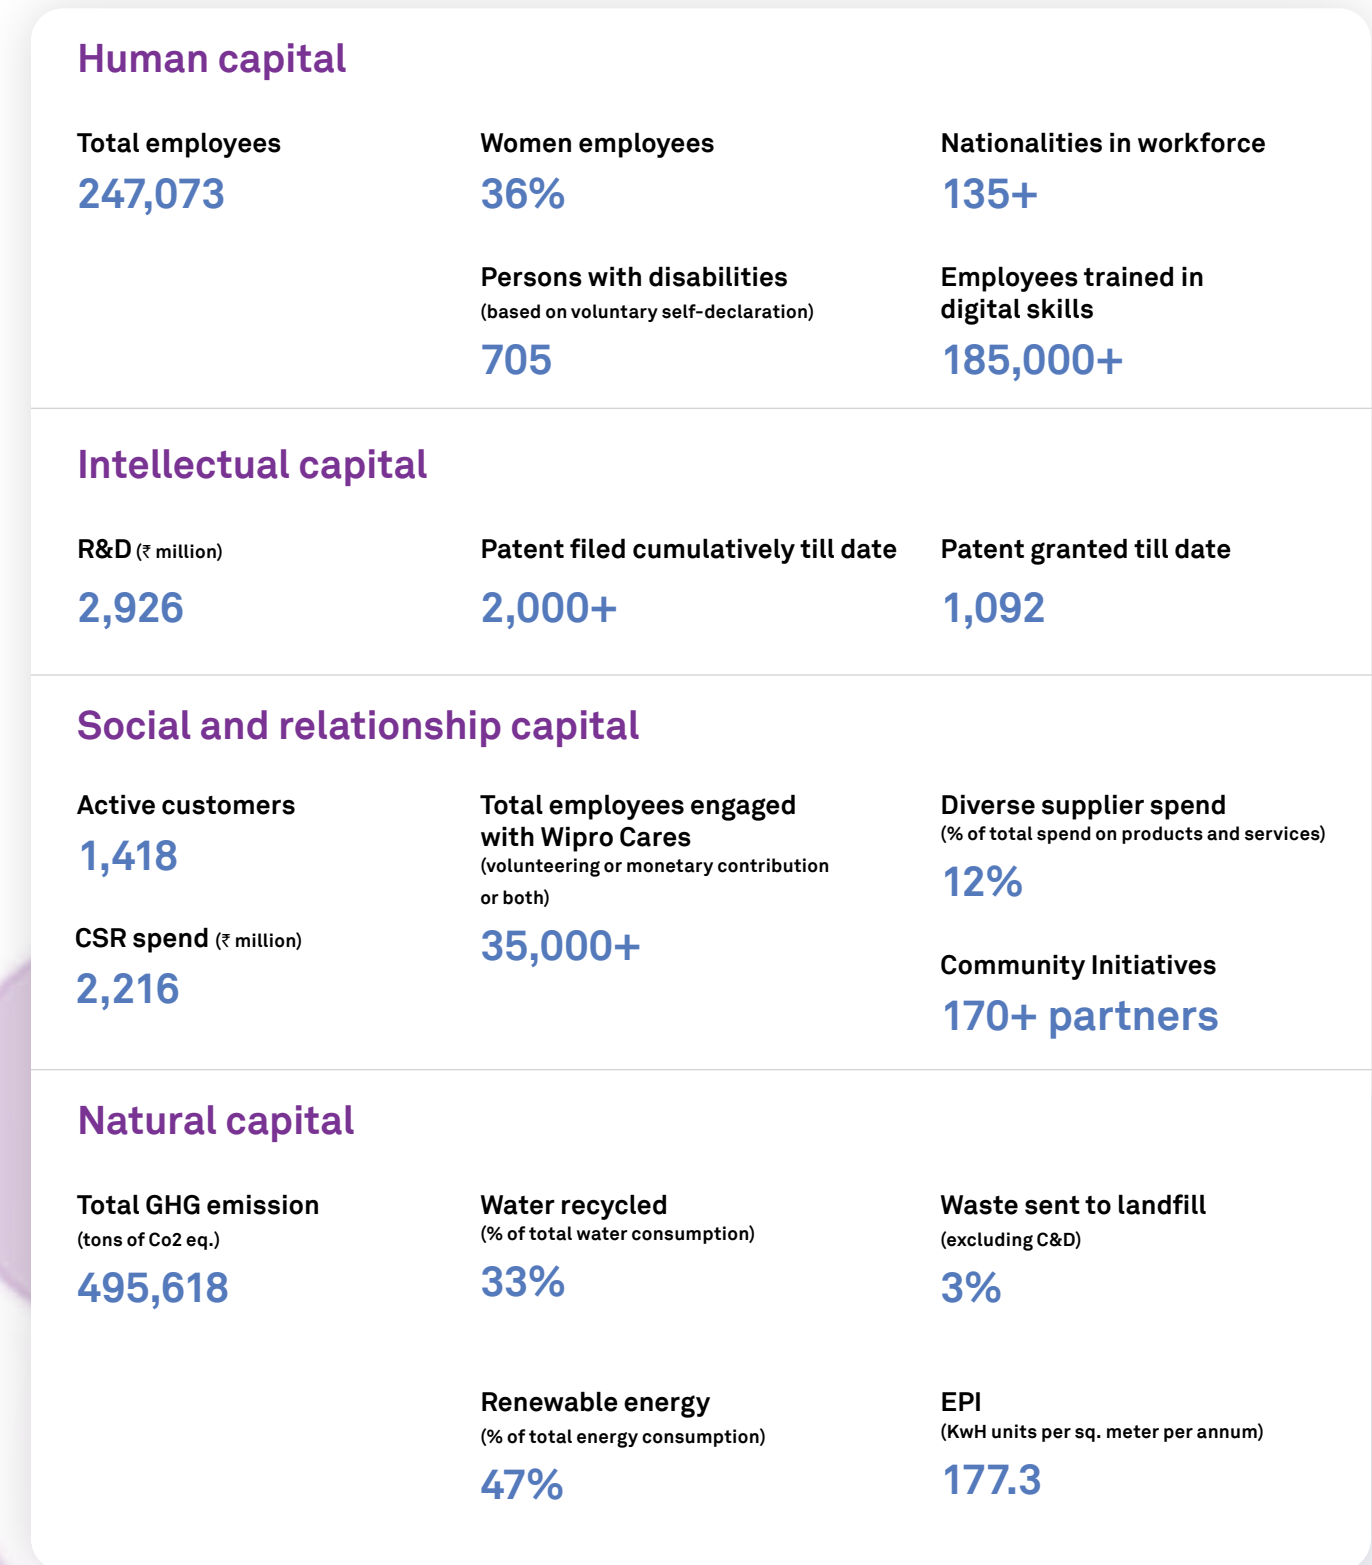 Human capital
Total employees
247,073
Women employees
36%
Nationalities in workforce
135+
Persons with disabilities
(based on voluntary self-declaration)
705
Employees trained in
digital skills
185,000+
Intellectual capital
R&D (₹ million)
2,926
Patent filed cumulatively till date
2,000+
Patent granted till date
1,092
Social and relationship capital
Active customers
1,418
CSR spend (₹ million)
2,216
Total employees engaged
with Wipro Cares
(volunteering or monetary contribution
or both)
35,000+
Diverse supplier spend
(% of total spend on products and services)
12%
Community Initiatives
170+ partners
Natural capital
Total GHG emission
(tons of Co2 eq.)
495,618
Water recycled
(% of total water consumption)
33%
Waste sent to landfill
(excluding C&D)
3%
Renewable energy
(% of total energy consumption)
47%
EPI
(KwH units per sq. meter per annum)
177.3